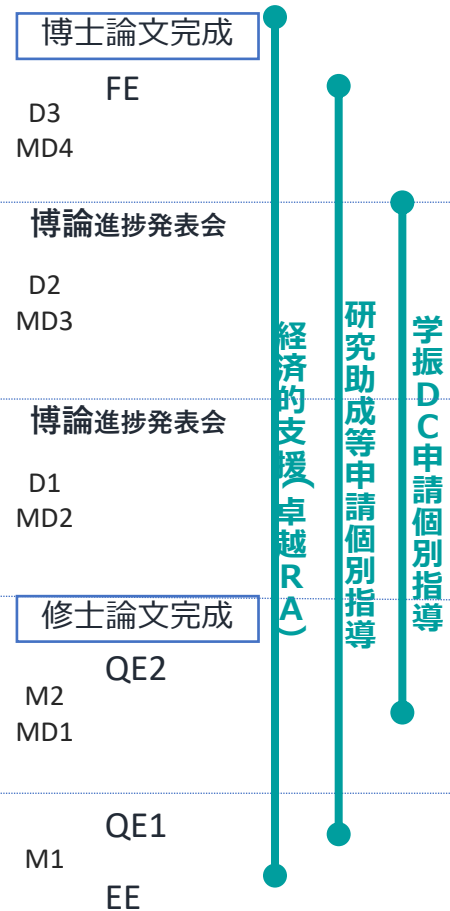 博士論文完成
FE
D3
MD4
博論進捗発表会
D2
MD3
博論進捗発表会
D1
MD2
修士論文完成
QE2
M2
MD1
QE1
M1
EE
経済的支援(卓越RA)
研究助成等申請個別指導
学振DC申請個別指導